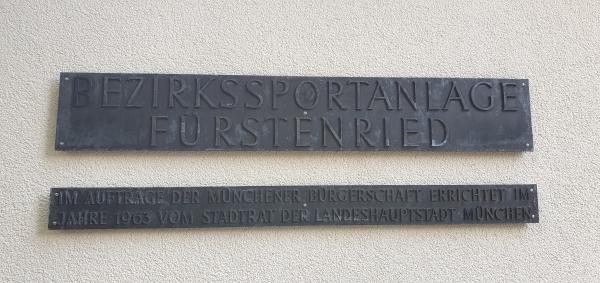 BEZIRKSSPORTANLAGE
FÜRSTENRIED
IM AUFTRAGE DER MÜNCHENER BÜRGERSCHAFT ERRICHTET IM
JAHRE 1963 VOM STADTRAT DER LANDESHAUPTSTADT MÜNCHEN